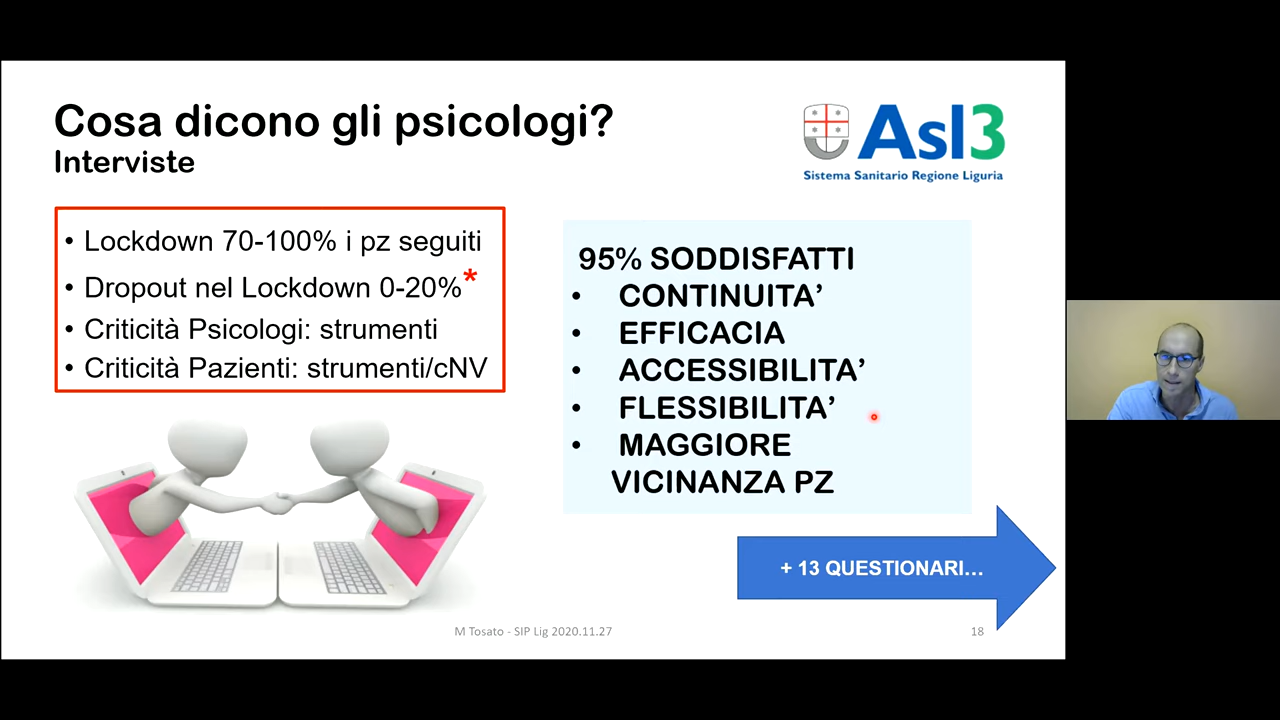 Cosa dicono gli psicologi?
Interviste
Asl3
Sistema Sanitario Regione Liguria
• Lockdown 70-100% i pz seguiti
• Dropout nel Lockdown 0-20%*
• Criticità Psicologi: strumenti
• Criticità Pazienti: strumenti/cNV
95% SODDISFATTI
• CONTINUITA’
• EFFICACIA
• ACCESSIBILITA’
• FLESSIBILITA’
• MAGGIORE
VICINANZA PZ
+ 13 QUESTIONARI...
M Tosato - SIP Lig 2020.11.27
18